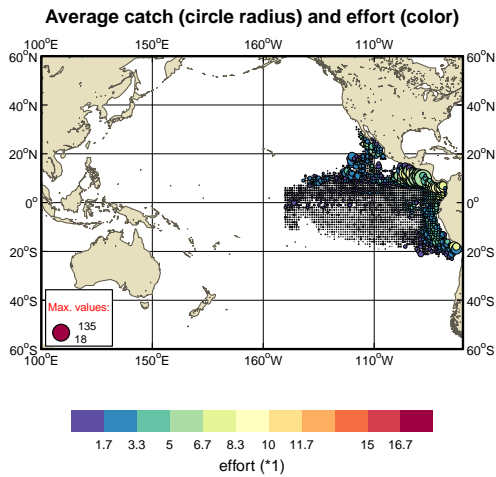 Average catch (circle radius) and effort (color)
100°E 150°E 160°W 110°W
60°N 60°N
40°N 40°N
20°N 20°N
0° 0°
20°S 20°S
40°S 40°S
Max. values:
135
18
60°S 60°S
100°E 150°E 160°W 110°W
1.7 3.3 5 6.7 8.3 10 11.7 15 16.7
effort (*1)